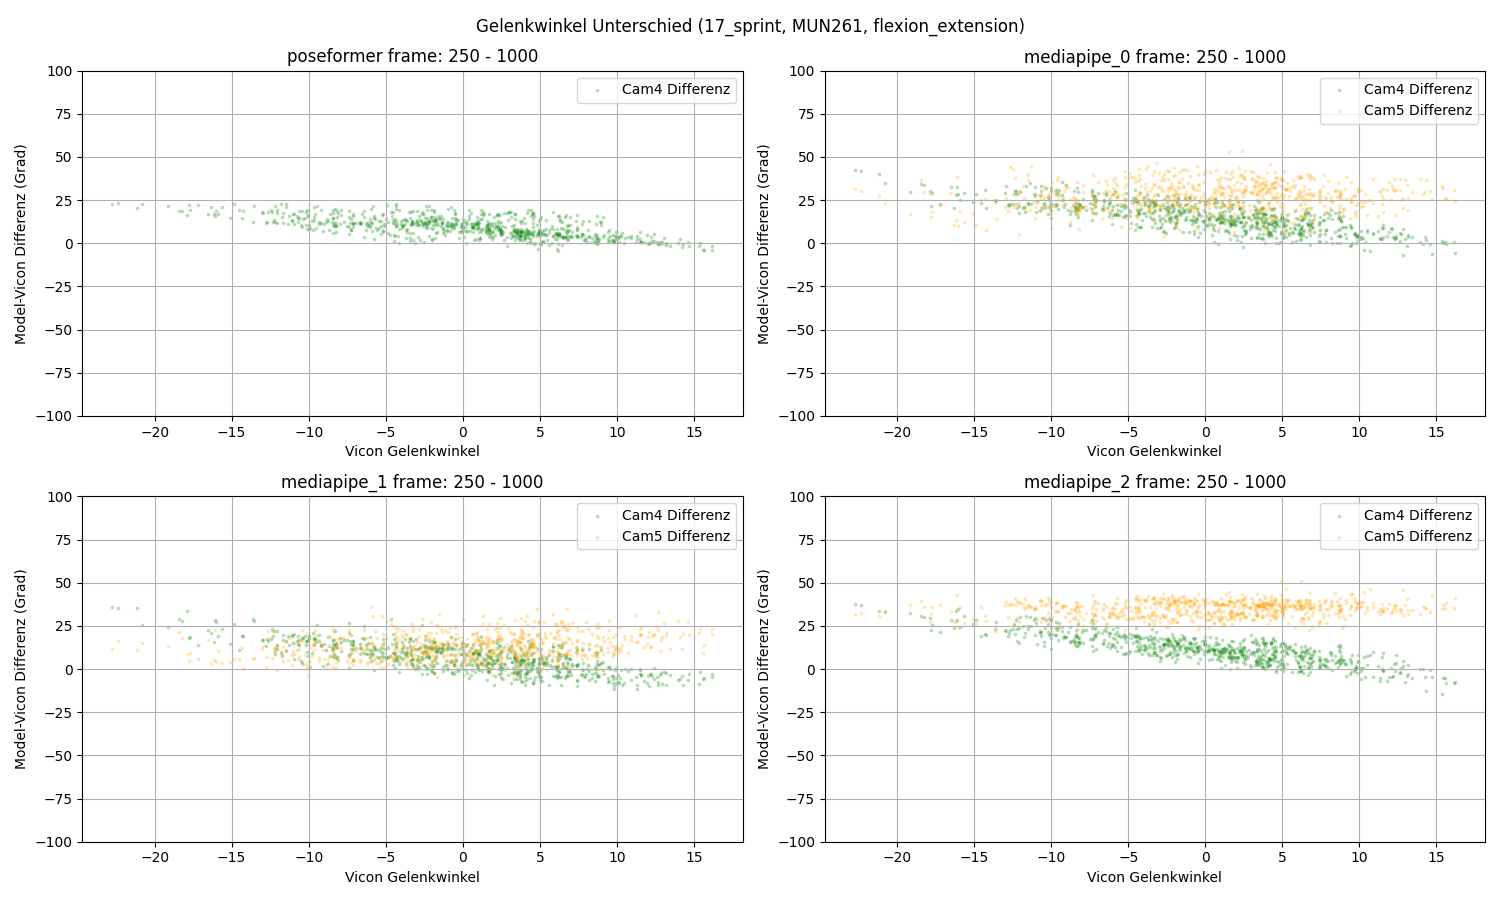 Gelenkwinkel Unterschied (17_sprint, MUN261, flexion_extension)
poseformer frame: 250 - 1000
Model-Vicon Differenz (Grad)
100
75
50
25
0
−25
−50
−75
−100
Cam4 Differenz
−20 −15 −10 −5 0 5 10 15
Vicon Gelenkwinkel
mediapipe_0 frame: 250 - 1000
Model-Vicon Differenz (Grad)
100
75
50
25
0
−25
−50
−75
−100
Cam4 Differenz
Cam5 Differenz
−20 −15 −10 −5 0 5 10 15
Vicon Gelenkwinkel
mediapipe_1 frame: 250 - 1000
Model-Vicon Differenz (Grad)
100
75
50
25
0
−25
−50
−75
−100
Cam4 Differenz
Cam5 Differenz
−20 −15 −10 −5 0 5 10 15
Vicon Gelenkwinkel
mediapipe_2 frame: 250 - 1000
Model-Vicon Differenz (Grad)
100
75
50
25
0
−25
−50
−75
−100
Cam4 Differenz
Cam5 Differenz
−20 −15 −10 −5 0 5 10 15
Vicon Gelenkwinkel